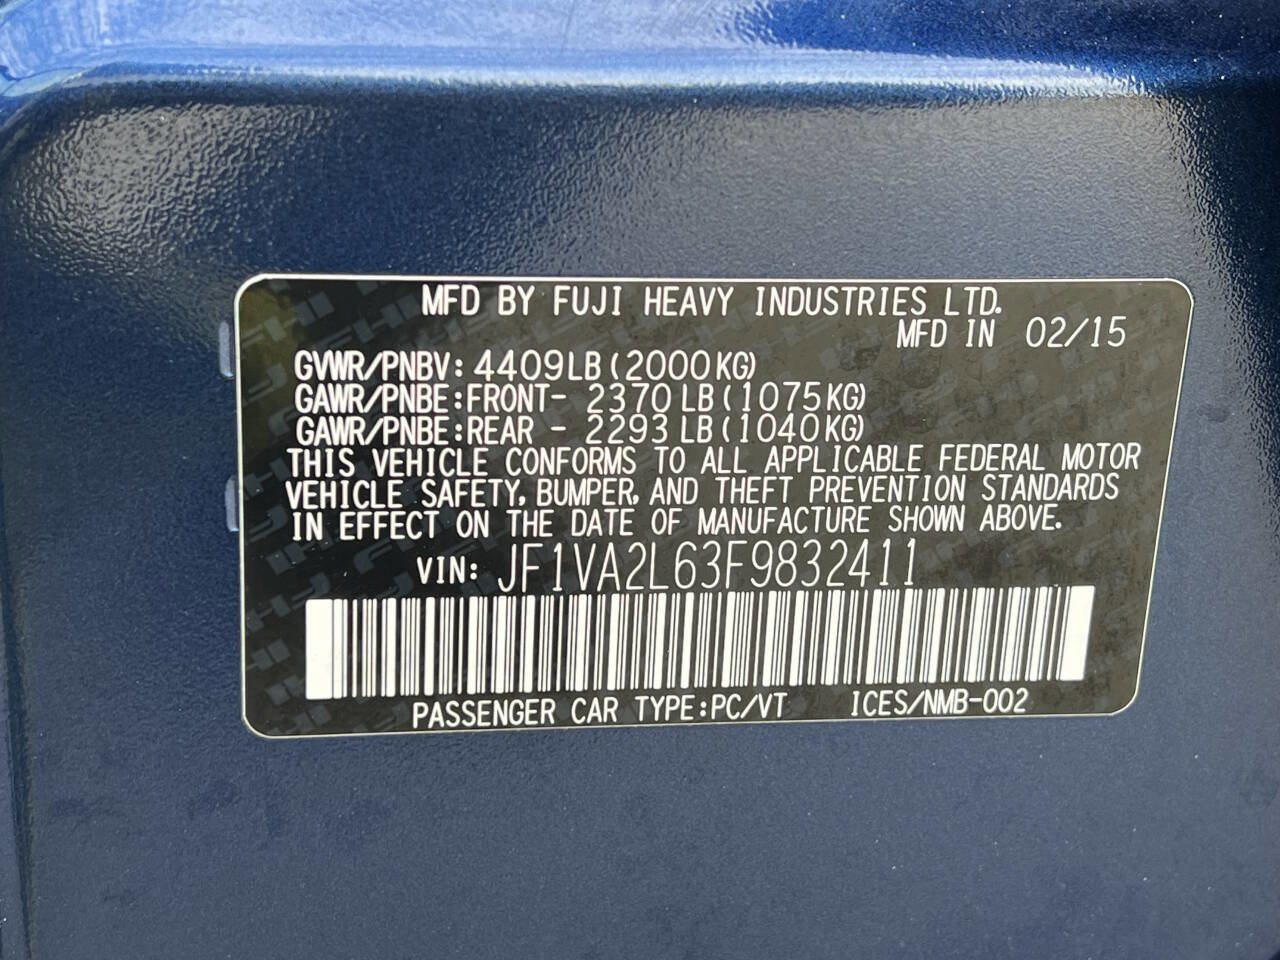 MFD BY FUJI HEAVY INDUSTRIES LTD.
MFD IN 02/15
GVWR/PNBV: 4409LB (2000KG)
GAWR/PNBE:FRONT- 2370 LB (1075KG)
GAWR/PNBE:REAR - 2293 LB (1040KG)
THIS VEHICLE CONFORMS TO ALL APPLICABLE FEDERAL MOTOR
VEHICLE SAFETY, BUMPER, AND THEFT PREVENTION STANDARDS
IN EFFECT ON THE DATE OF MANUFACTURE SHOWN ABOVE.
VIN: JF1VA2L63F9832411
PASSENGER CAR TYPE:PC/VT ICES/NMB-002